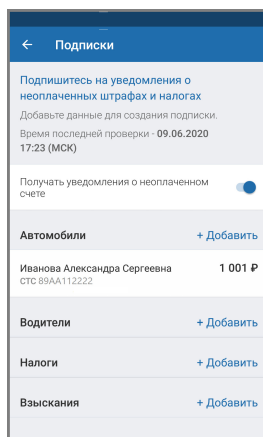 Подписки
Подпишитесь на уведомления о
неоплаченных штрафах и налогах
Добавьте данные для создания подписки.
Время последней проверки - 09.06.2020
17:23 (МСК)
Получать уведомления о неоплаченном
счете
Автомобили + Добавить
Иванова Александра Сергеевна 1 001 ₽
СТС 89АА112222
Водители + Добавить
Налоги + Добавить
Взыскания + Добавить